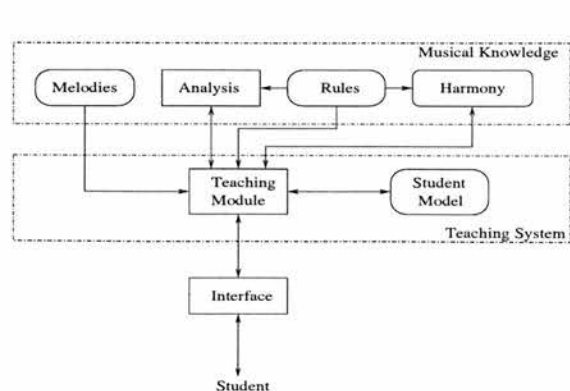 Musical Knowledge
Melodies
Analysis
Rules
Harmony
Teaching
Module
Student
Model
Teaching System
Interface
Student